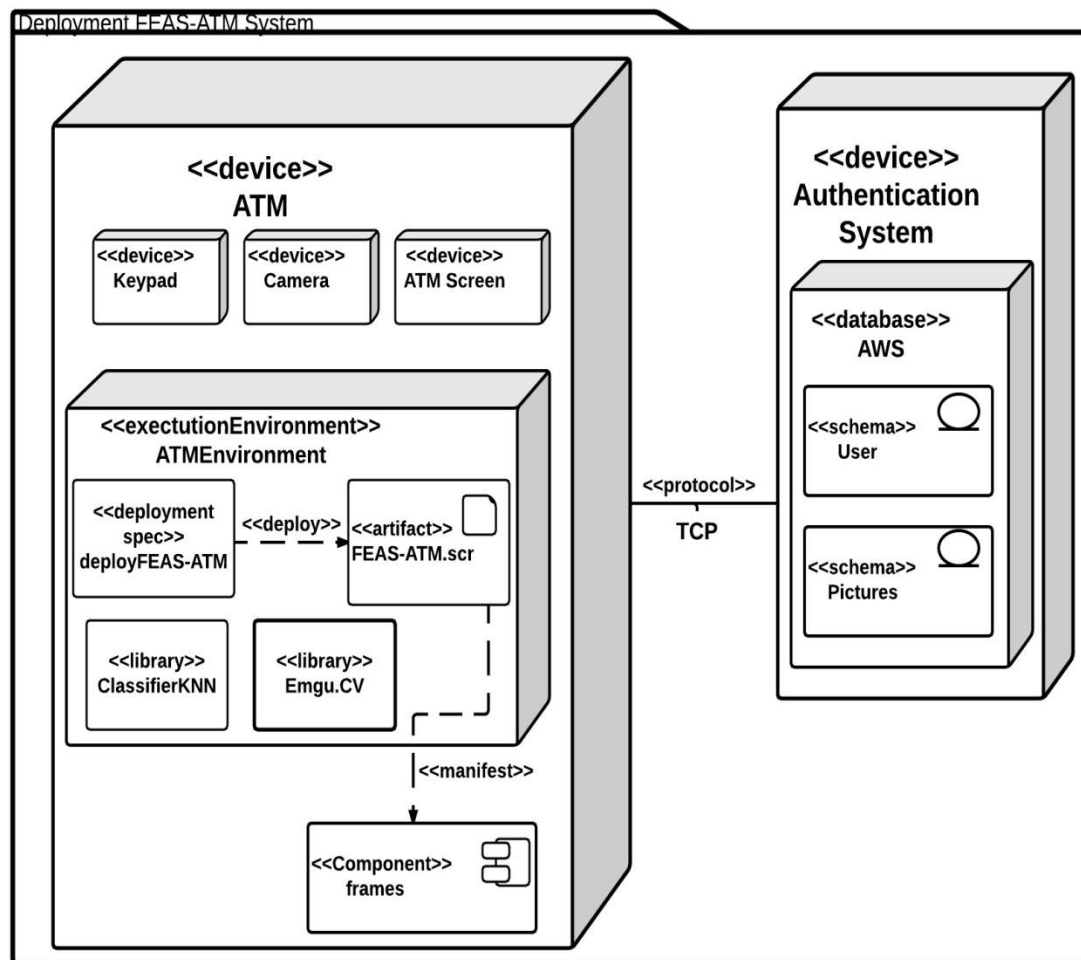 Deployment FEAS-ATM System
<<device>>
ATM
<<device>>
Keypad
<<device>>
Camera
<<device>>
ATM Screen
<<exectutionEnvironment>>
ATMEnvironment
<<deployment
spec>>
deployFEAS-ATM
<<deploy>>
<<artifact>>
FEAS-ATM.scr
<<library>>
ClassifierKNN
<<library>>
Emgu.CV
<<manifest>>
<<Component>>
frames
<<protocol>>
TCP
<<device>>
Authentication
System
<<database>>
AWS
<<schema>>
User
<<schema>>
Pictures